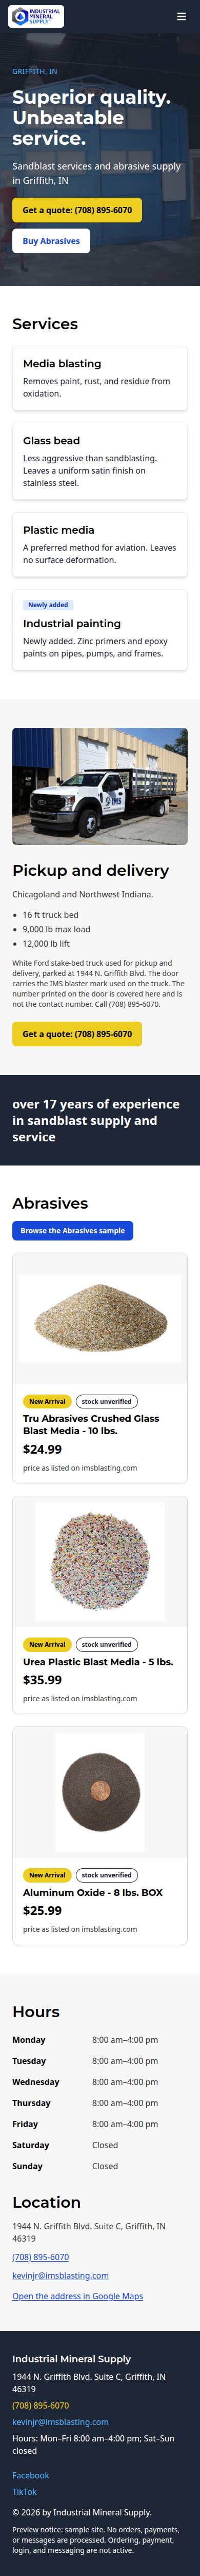 INDUSTRIAL
MINERAL
SUPPLY
GRIFFITH, IN
Superior quality.
Unbeatable
service.
Sandblast services and abrasive supply
in Griffith, IN
Get a quote: (708) 895-6070
Buy Abrasives
Services
Media blasting
Removes paint, rust, and residue from
oxidation.
Glass bead
Less aggressive than sandblasting.
Leaves a uniform satin finish on
stainless steel.
Plastic media
A preferred method for aviation. Leaves
no surface deformation.
Newly added
Industrial painting
Newly added. Zinc primers and epoxy
paints on pipes, pumps, and frames.
IMS
Pickup and delivery
Chicagoland and Northwest Indiana.
• 16 ft truck bed
• 9,000 lb max load
• 12,000 lb lift
White Ford stake-bed truck used for pickup and
delivery, parked at 1944 N. Griffith Blvd. The door
carries the IMS blaster mark used on the truck. The
number printed on the door is covered here and is
not the contact number. Call (708) 895-6070.
Get a quote: (708) 895-6070
over 17 years of experience
in sandblast supply and
service
Abrasives
Browse the Abrasives sample
New Arrival stock unverified
Tru Abrasives Crushed Glass
Blast Media - 10 lbs.
$24.99
price as listed on imsblasting.com
New Arrival stock unverified
Urea Plastic Blast Media - 5 lbs.
$35.99
price as listed on imsblasting.com
New Arrival stock unverified
Aluminum Oxide - 8 lbs. BOX
$25.99
price as listed on imsblasting.com
Hours
Monday 8:00 am–4:00 pm
Tuesday 8:00 am–4:00 pm
Wednesday 8:00 am–4:00 pm
Thursday 8:00 am–4:00 pm
Friday 8:00 am–4:00 pm
Saturday Closed
Sunday Closed
Location
1944 N. Griffith Blvd. Suite C, Griffith, IN
46319
(708) 895-6070
kevinjr@imsblasting.com
Open the address in Google Maps
Industrial Mineral Supply
1944 N. Griffith Blvd. Suite C, Griffith, IN
46319
(708) 895-6070
kevinjr@imsblasting.com
Hours: Mon–Fri 8:00 am–4:00 pm; Sat–Sun
closed
Facebook
TikTok
© 2026 by Industrial Mineral Supply.
Preview notice: sample site. No orders, payments,
or messages are processed. Ordering, payment,
login, and messaging are not active.